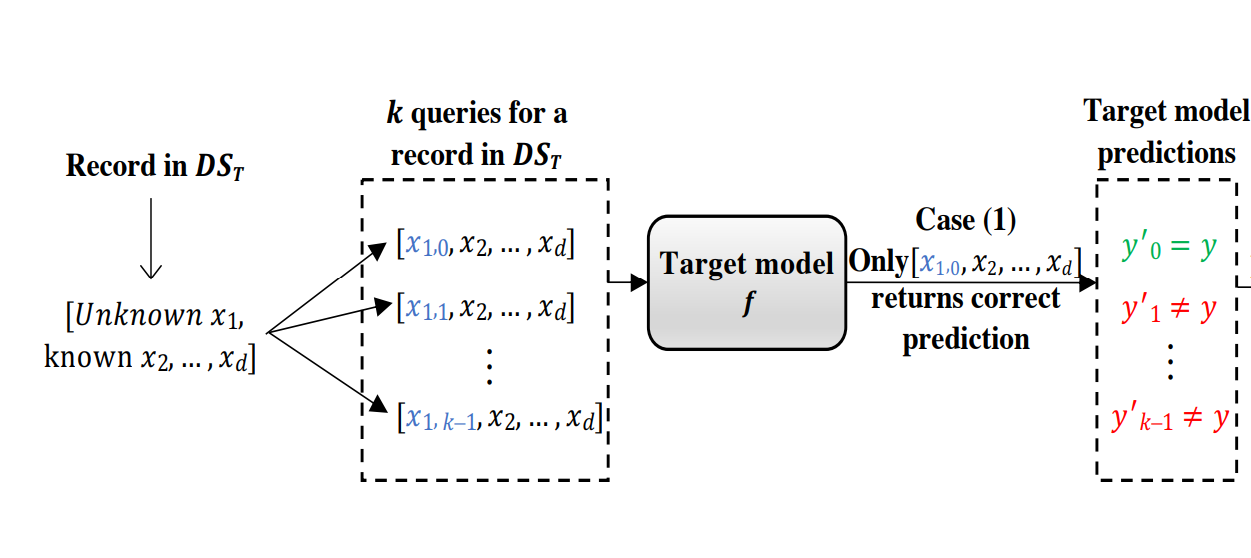 Record in DS_T
[Unknown x_1,
known x_2, … , x_d]
k queries for a
record in DS_T
[x_{1,0}, x_2, … , x_d]
[x_{1,1}, x_2, … , x_d]
⋮
[x_{1, k−1}, x_2, … , x_d]
Target model
f
Case (1)
Only[x_{1,0}, x_2, … , x_d]
returns correct
prediction
Target model
predictions
y′_0 = y
y′_1 ≠ y
⋮
y′_{k−1} ≠ y